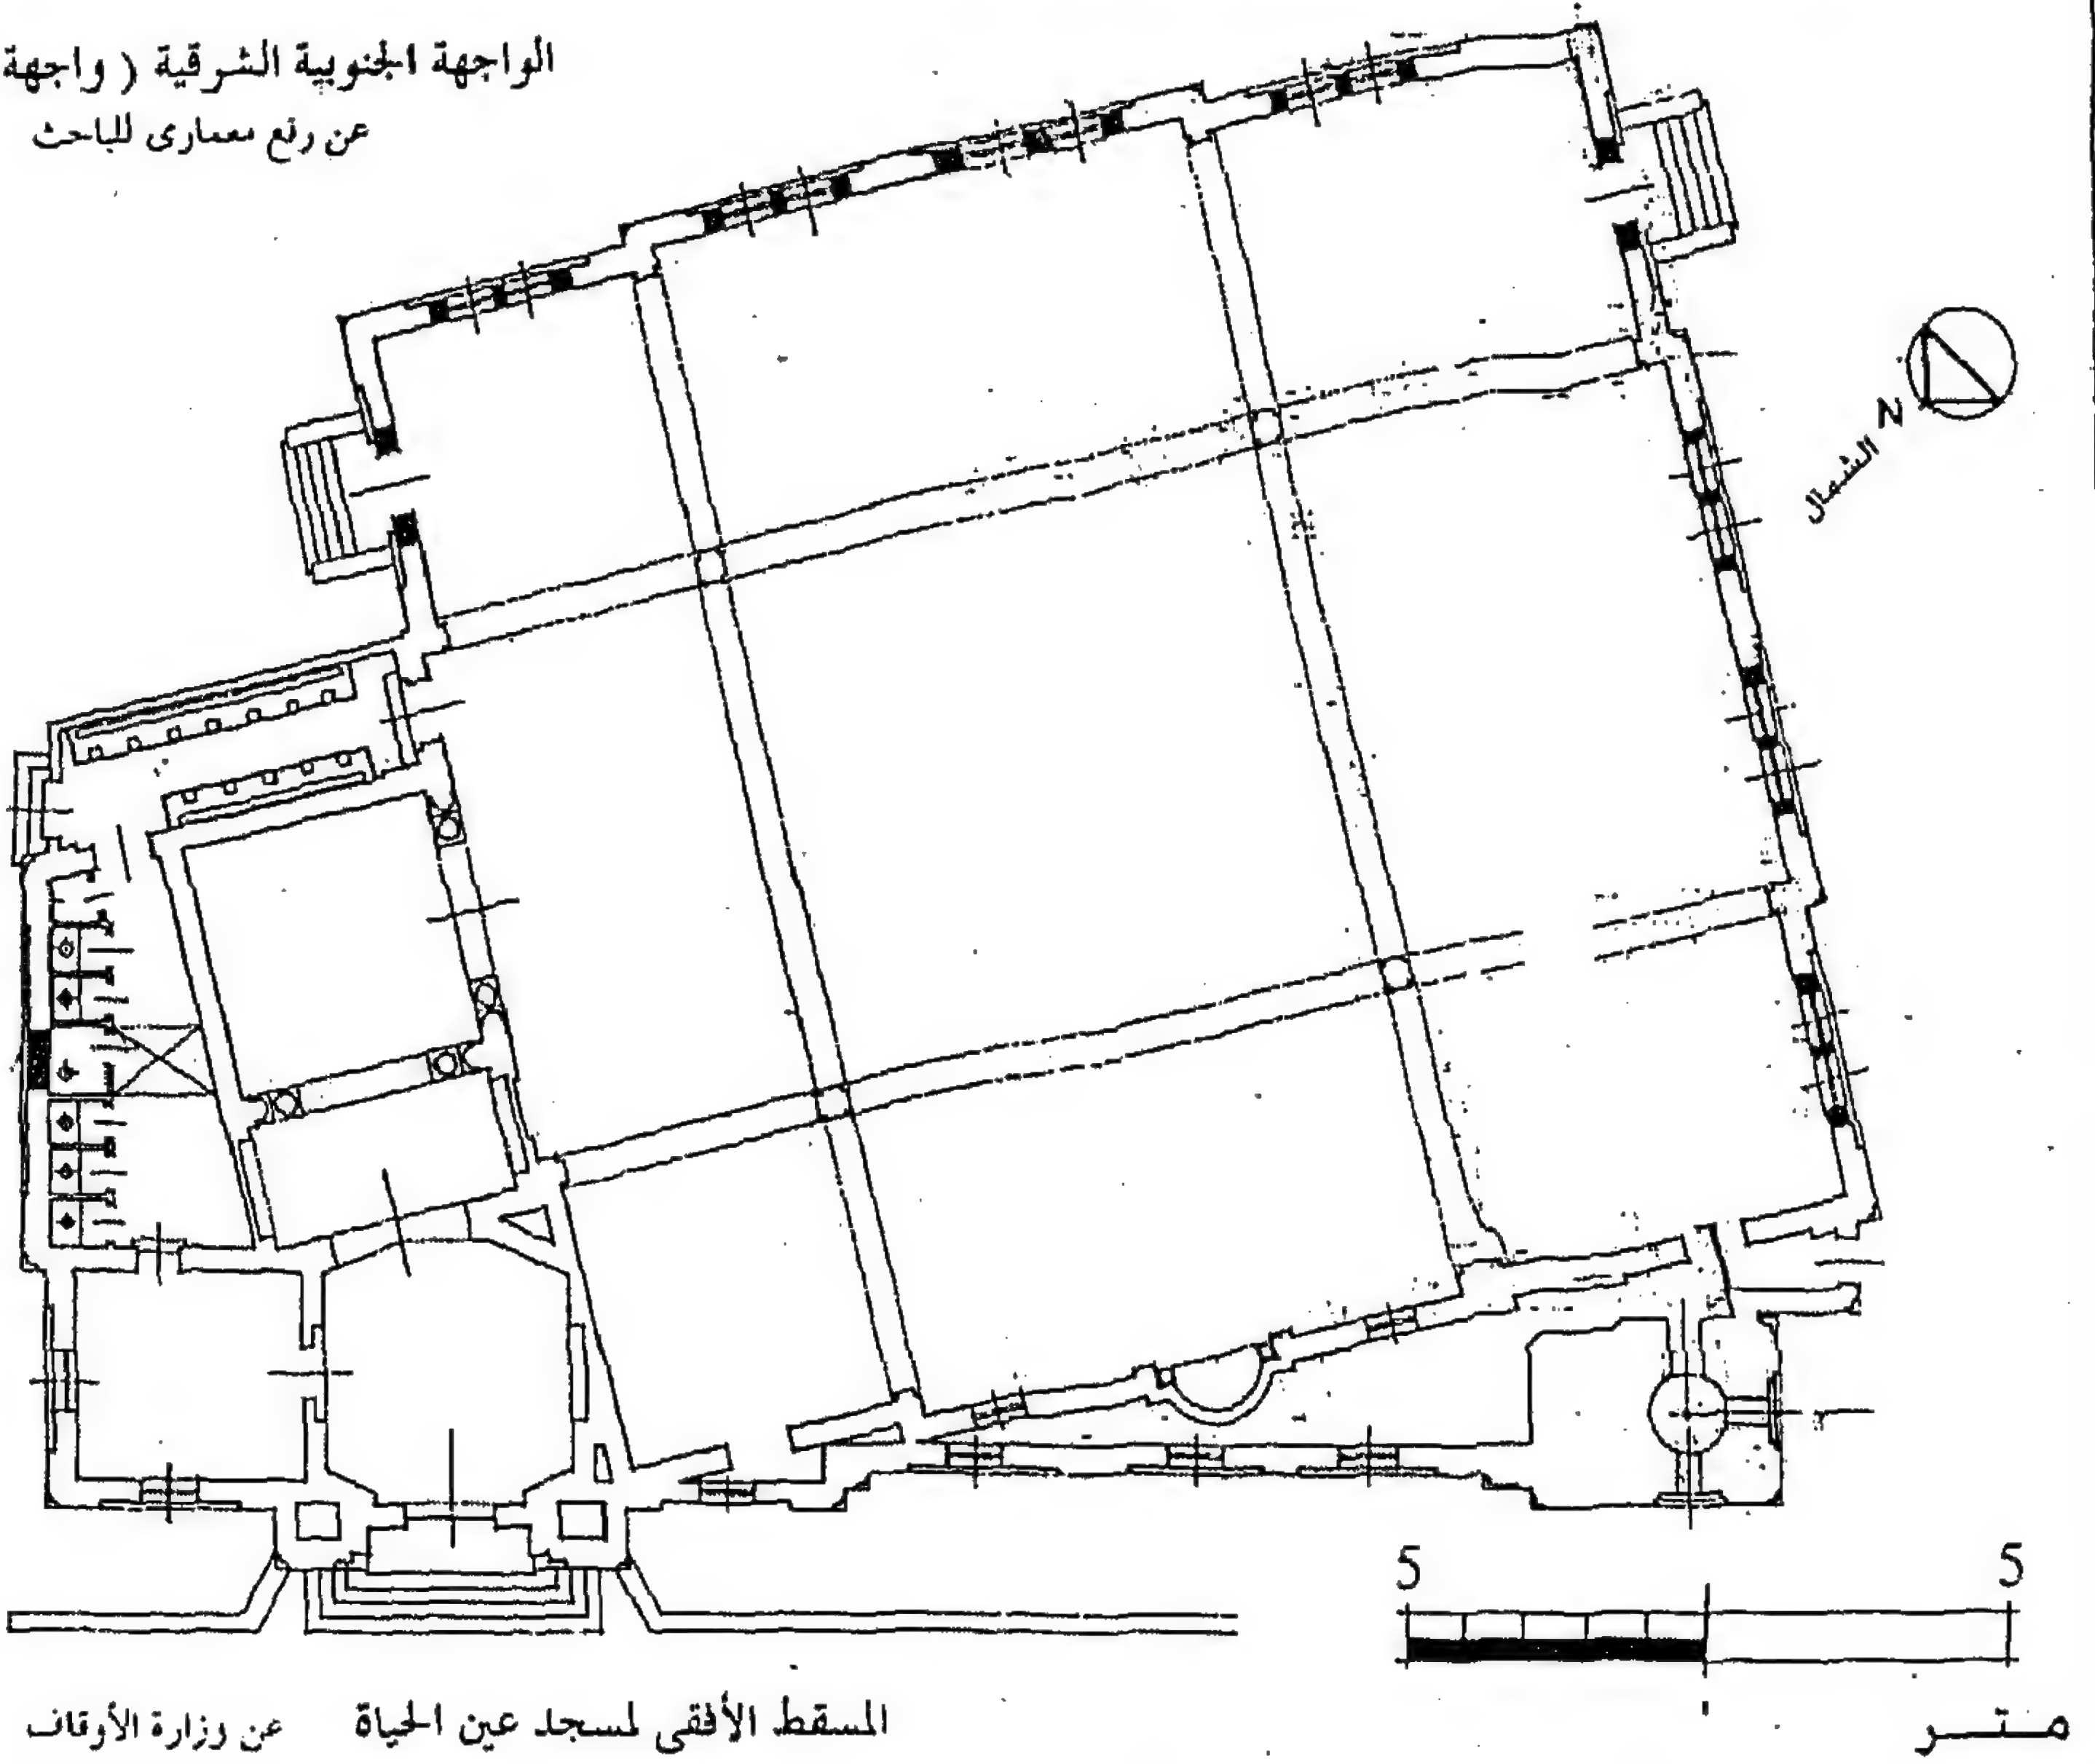 الواجهة الجنوبية الشرقية ( واجهة
عن رفع معمارى للباحث
N
الشمال
5 5
متر
المسقط الأفقى لمسجد عين الحياة عن وزارة الأوقاف